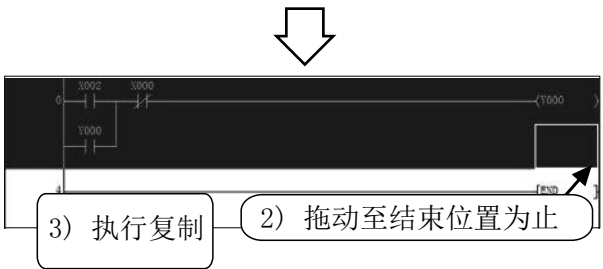 X002 X000
0 (Y000 )
Y000
4 [END ]
3) 执行复制
2) 拖动至结束位置为止